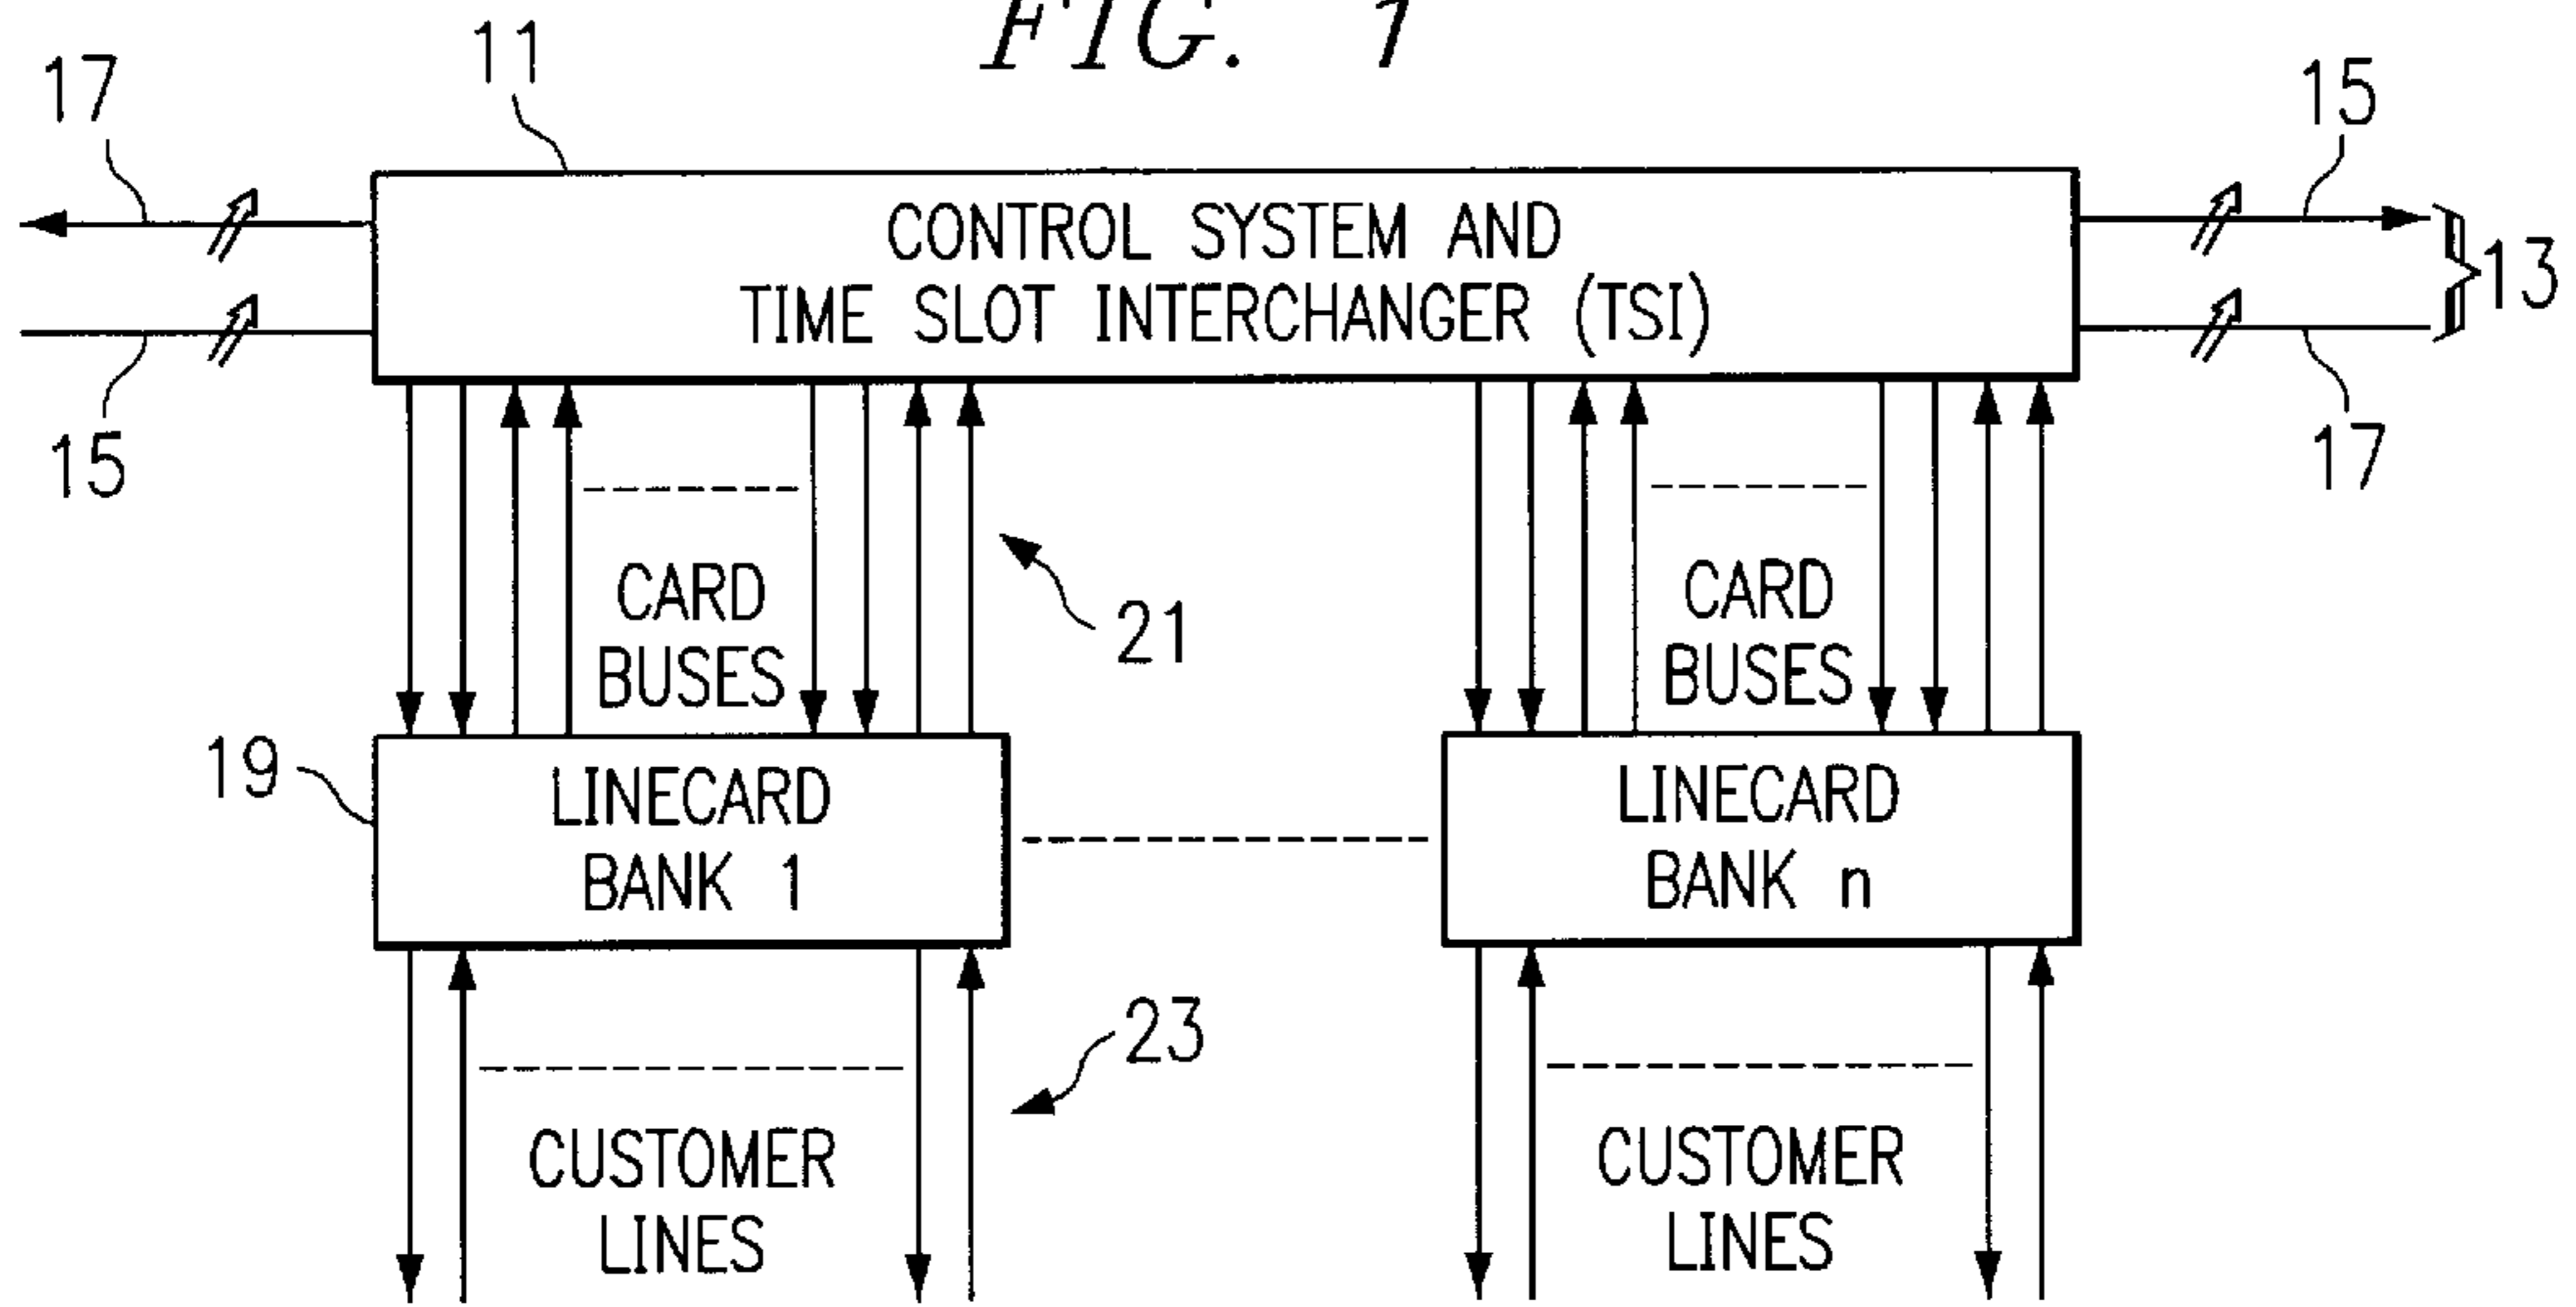 FIG. 1
11
17
15
CONTROL SYSTEM AND
TIME SLOT INTERCHANGER (TSI)
13
15
17
CARD
BUSES
21
CARD
BUSES
19
LINECARD
BANK 1
LINECARD
BANK n
23
CUSTOMER
LINES
CUSTOMER
LINES